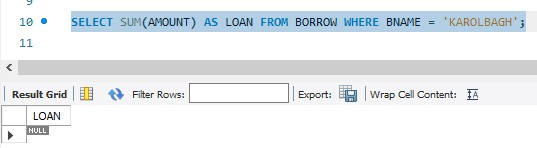 10 SELECT SUM(AMOUNT) AS LOAN FROM BORROW WHERE BNAME = 'KAROLBAGH';
11
Result Grid Filter Rows: Export: Wrap Cell Content: IA
LOAN
NULL